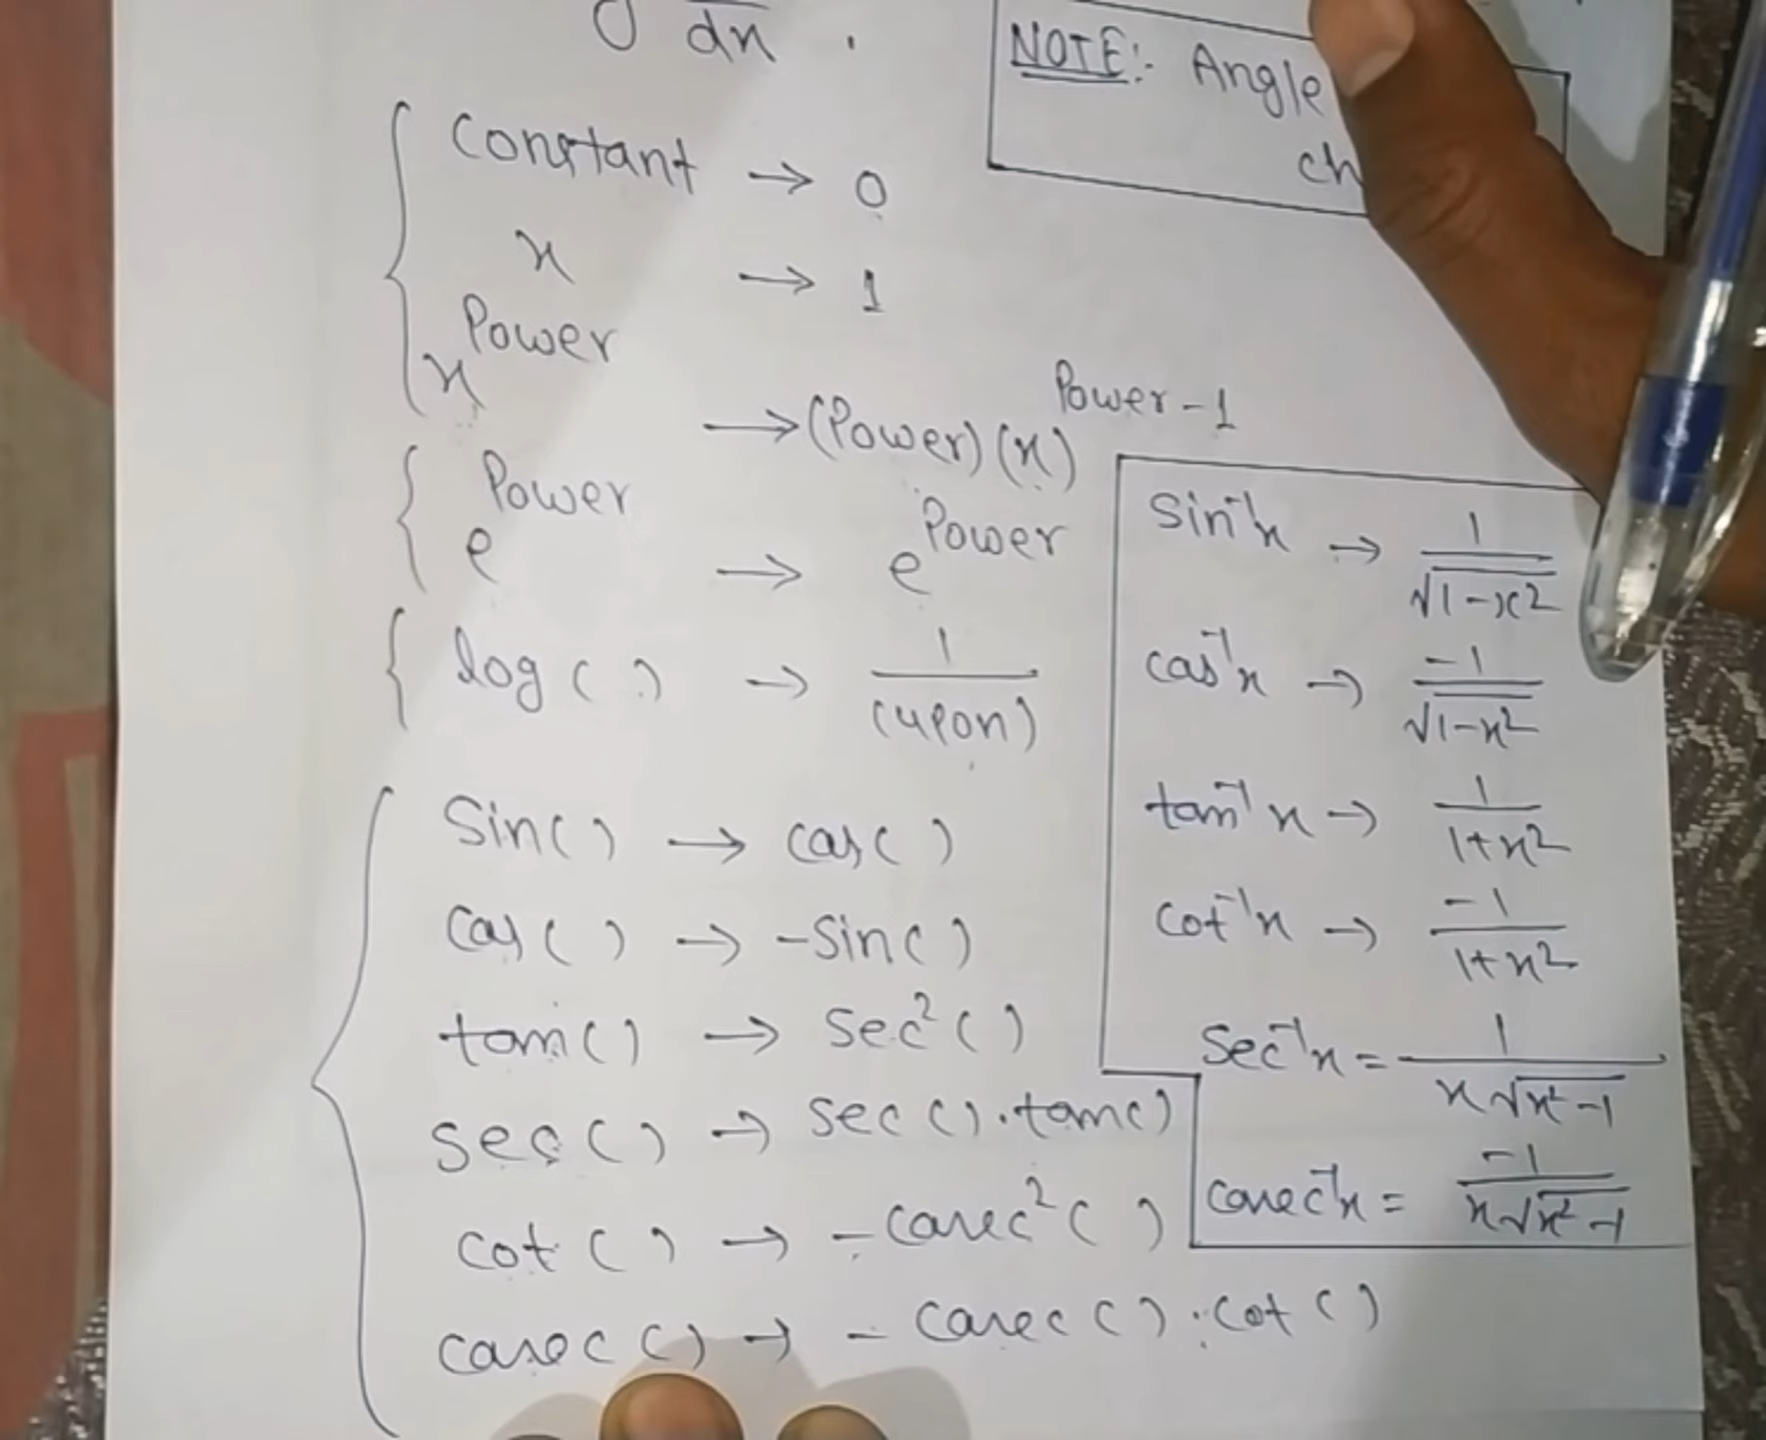 d/dx .
NOTE:- Angle
ch
Constant → 0
x → 1
x^Power → (Power) (x)^Power-1
e^Power → e^Power
log ( ) → 1/(upon)
Sin( ) → cos( )
Cos( ) → -Sin( )
tan( ) → Sec²( )
Sec( ) → Sec( ).tan( )
Cot( ) → -Cosec²( )
Cosec( ) → - Cosec( ).Cot( )
Sin⁻¹x → 1/√1-x²
Cos⁻¹x → -1/√1-x²
tan⁻¹x → 1/1+x²
Cot⁻¹x → -1/1+x²
Sec⁻¹x = 1/x√x²-1
Cosec⁻¹x = -1/x√x²-1